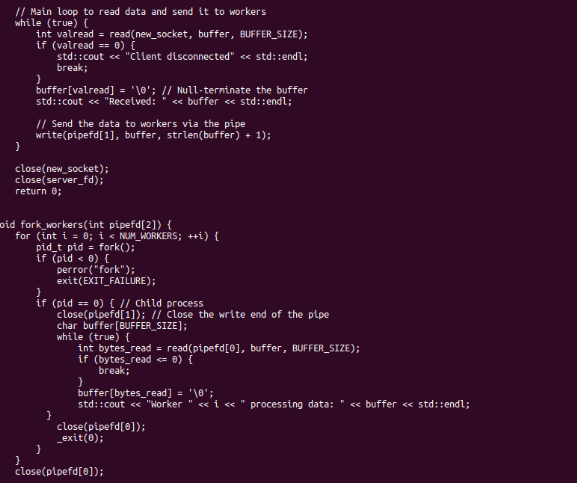 // Main loop to read data and send it to workers
while (true) {
int valread = read(new_socket, buffer, BUFFER_SIZE);
if (valread == 0) {
std::cout << "Client disconnected" << std::endl;
break;
}
buffer[valread] = '\0'; // Null-terminate the buffer
std::cout << "Received: " << buffer << std::endl;
// Send the data to workers via the pipe
write(pipefd[1], buffer, strlen(buffer) + 1);
}
close(new_socket);
close(server_fd);
return 0;
oid fork_workers(int pipefd[2]) {
for (int i = 0; i < NUM_WORKERS; ++i) {
pid_t pid = fork();
if (pid < 0) {
perror("fork");
exit(EXIT_FAILURE);
}
if (pid == 0) { // Child process
close(pipefd[1]); // Close the write end of the pipe
char buffer[BUFFER_SIZE];
while (true) {
int bytes_read = read(pipefd[0], buffer, BUFFER_SIZE);
if (bytes_read <= 0) {
break;
}
buffer[bytes_read] = '\0';
std::cout << "Worker " << i << " processing data: " << buffer << std::endl;
}
close(pipefd[0]);
_exit(0);
}
}
close(pipefd[0]);